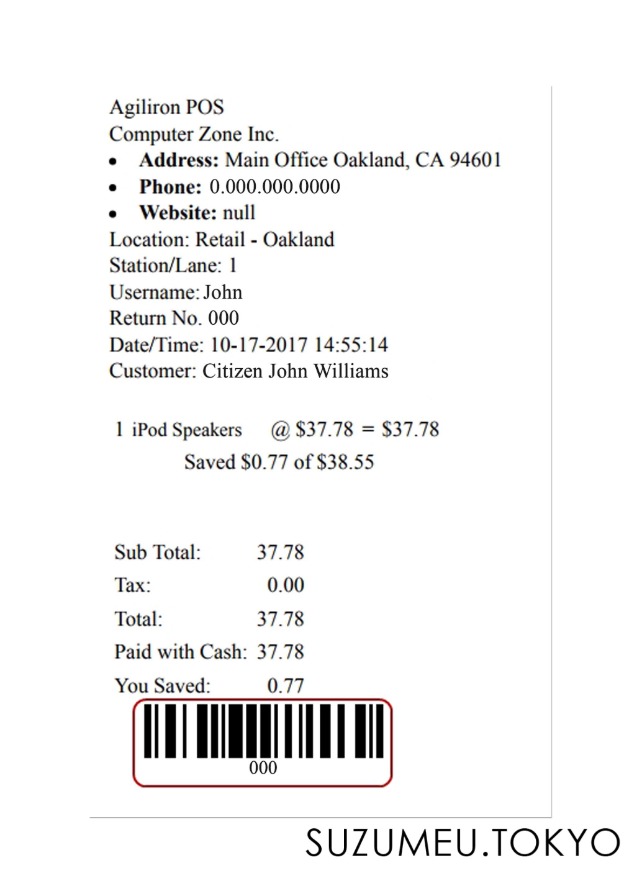 Agiliron POS
Computer Zone Inc.
• Address: Main Office Oakland, CA 94601
• Phone: 0.000.000.0000
• Website: null
Location: Retail - Oakland
Station/Lane: 1
Username: John
Return No. 000
Date/Time: 10-17-2017 14:55:14
Customer: Citizen John Williams
1 iPod Speakers @ $37.78 = $37.78
Saved $0.77 of $38.55
Sub Total: 37.78
Tax: 0.00
Total: 37.78
Paid with Cash: 37.78
You Saved: 0.77
000
SUZUMEU.TOKYO